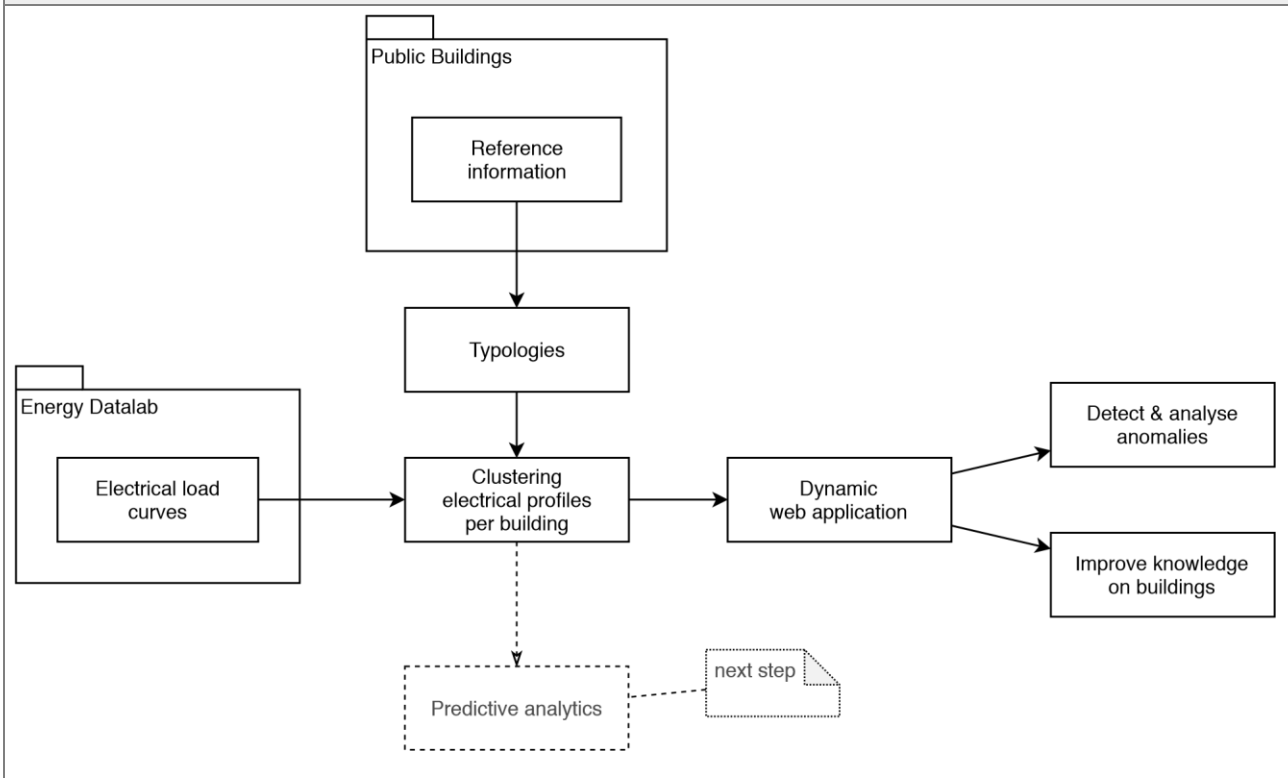 Public Buildings
Reference
information
Typologies
Energy Datalab
Electrical load
curves
Clustering
electrical profiles
per building
Dynamic
web application
Detect & analyse
anomalies
Improve knowledge
on buildings
Predictive analytics
next step